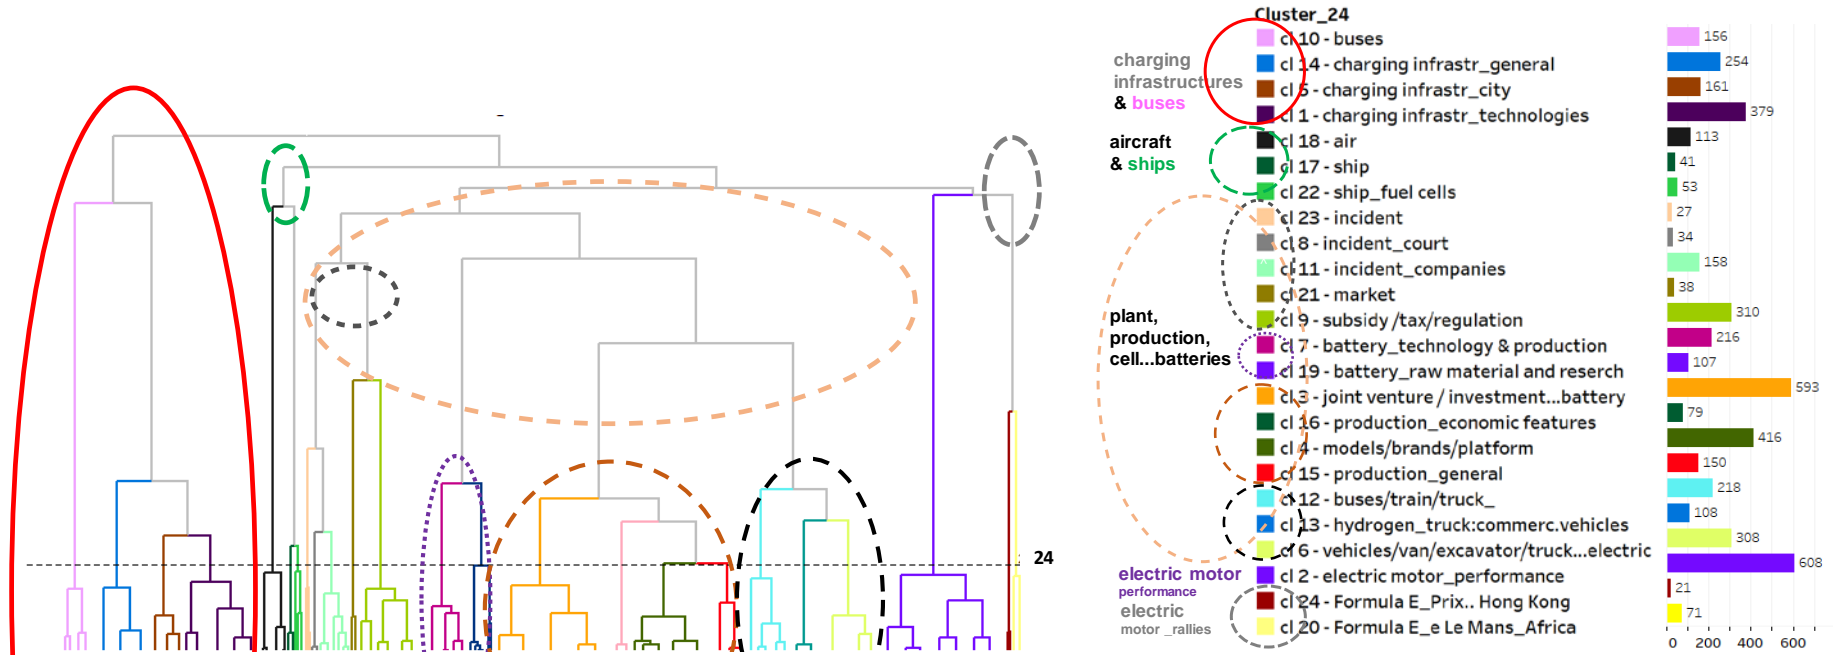 Cluster_24
cl 10 - buses
cl 14 - charging infrastr_general
cl 5 - charging infrastr_city
cl 1 - charging infrastr_technologies
cl 18 - air
cl 17 - ship
cl 22 - ship_fuel cells
cl 23 - incident
cl 8 - incident_court
cl 11 - incident_companies
cl 21 - market
cl 9 - subsidy /tax/regulation
cl 7 - battery_technology & production
cl 19 - battery_raw material and reserch
cl 3 - joint venture / investment...battery
cl 16 - production_economic features
cl 4 - models/brands/platform
cl 15 - production_general
cl 12 - buses/train/truck_
cl 13 - hydrogen_truck:commerc.vehicles
cl 6 - vehicles/van/excavator/truck...electric
cl 2 - electric motor_performance
cl 24 - Formula E_Prix.. Hong Kong
cl 20 - Formula E_e Le Mans_Africa
charging
infrastructures
& buses
aircraft
& ships
plant,
production,
cell...batteries
electric motor
performance
electric
motor _rallies
24
156
254
161
379
113
41
53
27
34
158
38
310
216
107
593
79
416
150
218
108
308
608
21
71
0 200 400 600